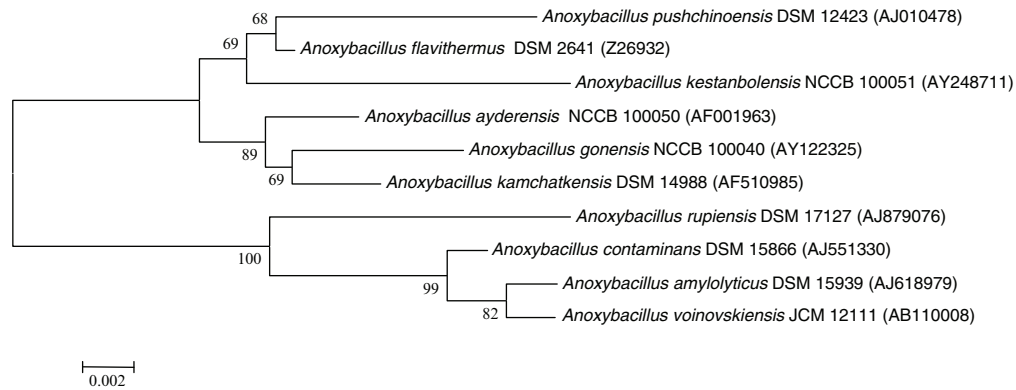 68
Anoxybacillus pushchinoensis DSM 12423 (AJ010478)
69
Anoxybacillus flavithermus DSM 2641 (Z26932)
Anoxybacillus kestanbolensis NCCB 100051 (AY248711)
Anoxybacillus ayderensis NCCB 100050 (AF001963)
89
Anoxybacillus gonensis NCCB 100040 (AY122325)
69
Anoxybacillus kamchatkensis DSM 14988 (AF510985)
Anoxybacillus rupiensis DSM 17127 (AJ879076)
100
Anoxybacillus contaminans DSM 15866 (AJ551330)
99
Anoxybacillus amylolyticus DSM 15939 (AJ618979)
82
Anoxybacillus voinovskiensis JCM 12111 (AB110008)
0.002